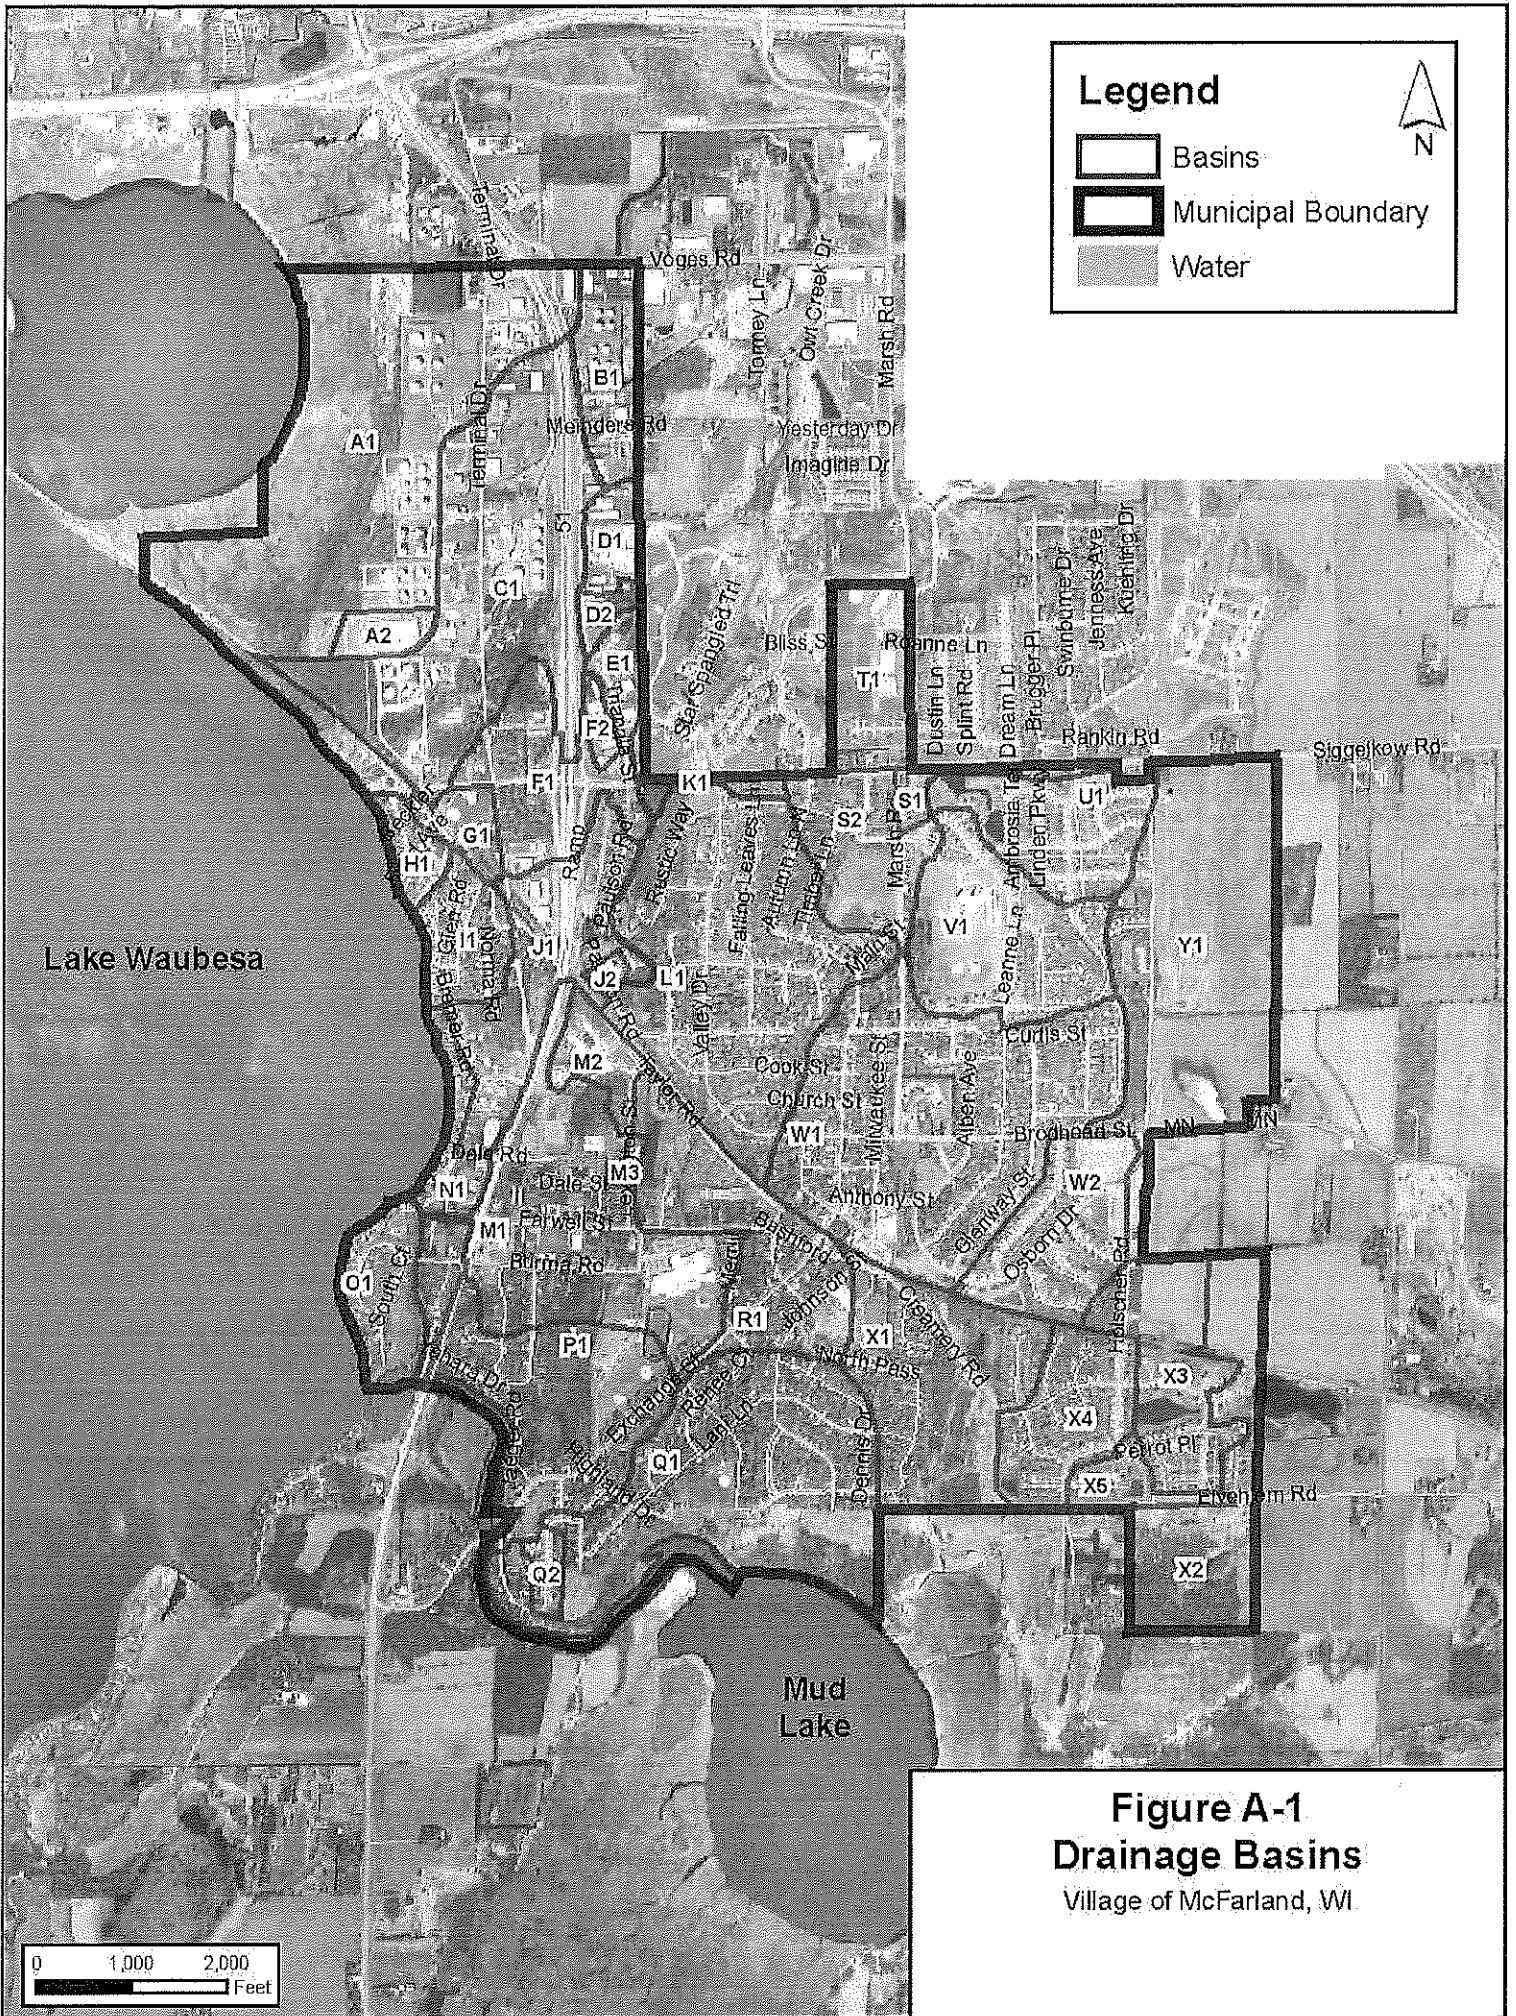 Legend
N
Basins
Municipal Boundary
Water
Terminal Dr
Voges Rd
Tormey Ln
Owl Creek Dr
Marsh Rd
B1
A1
Terminal Dr
Meinders Rd
Yesterday Dr
Imagine Dr
51
D1
C1
D2
A2
E1
Star Spangled Trl
Bliss St
Roanne Ln
T1
Dustin Ln
Splint Rd
Dream Ln
Brugger Pl
Swinburne Dr
Jenness Ave
Kuehling Dr
F2
Rankin Rd
Siggelkow Rd
F1
K1
S1
S2
U1
G1
H1
Ramp
Paulson Rd
Rustic Way
Falling Leaves Ln
Autumn Ln
Timber Ln
Marsh R
Ambrosia Te
Linden Pkwy
V1
Leanne Ln
Main St
I1
Glen Rd
Norma Rd
J1
J2
L1
Y1
Lake Waubesa
Valley Dr
M2
Taylor Rd
Cook St
Curtis St
Church St
Milwaukee St
Alben Ave
W1
Brodhead St
MN
MN
Dale Rd
N1
Dale St
M3
W2
Anthony St
Farwell St
M1
Burma Rd
Bashford
Glenway St
Osborn Dr
Holscher Rd
O1
South Ct
Merrill
Johnson St
R1
X1
Creamery Rd
P1
North Pass
X3
Exchange St
Renee Ct
Lani Ln
X4
Perrot Pl
Q1
Dennis Dr
Highland Dr
X5
Elvehjem Rd
Q2
X2
Mud
Lake
Figure A-1
Drainage Basins
Village of McFarland, WI
0 1,000 2,000
Feet